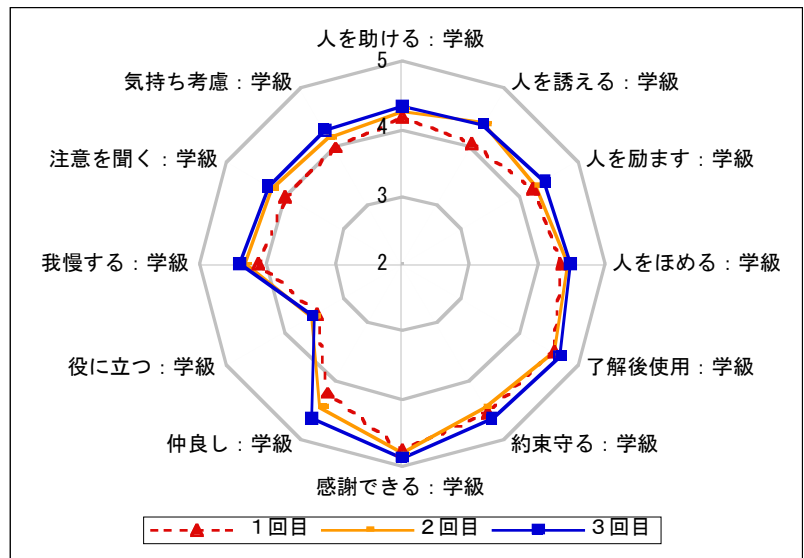 人を助ける：学級
人を誘える：学級
人を励ます：学級
人をほめる：学級
了解後使用：学級
約束守る：学級
感謝できる：学級
仲良し：学級
役に立つ：学級
我慢する：学級
注意を聞く：学級
気持ち考慮：学級
5
4
3
2
１回目 ２回目 ３回目